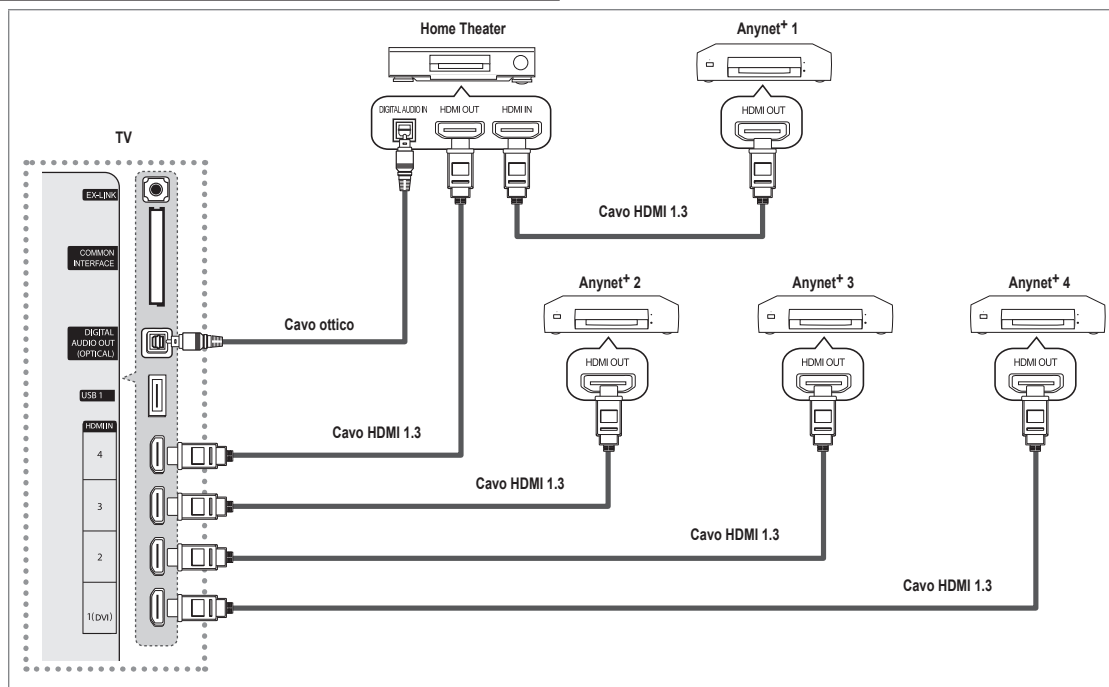 Home Theater
Anynet+ 1
DIGITAL AUDIO IN
HDMI OUT
HDMI IN
HDMI OUT
TV
EX-LINK
Cavo HDMI 1.3
COMMON
INTERFACE
Anynet+ 2
Anynet+ 3
Anynet+ 4
Cavo ottico
DIGITAL
AUDIO OUT
(OPTICAL)
HDMI OUT
HDMI OUT
HDMI OUT
USB 1
HDMI IN
Cavo HDMI 1.3
4
Cavo HDMI 1.3
3
Cavo HDMI 1.3
2
Cavo HDMI 1.3
1(DVI)